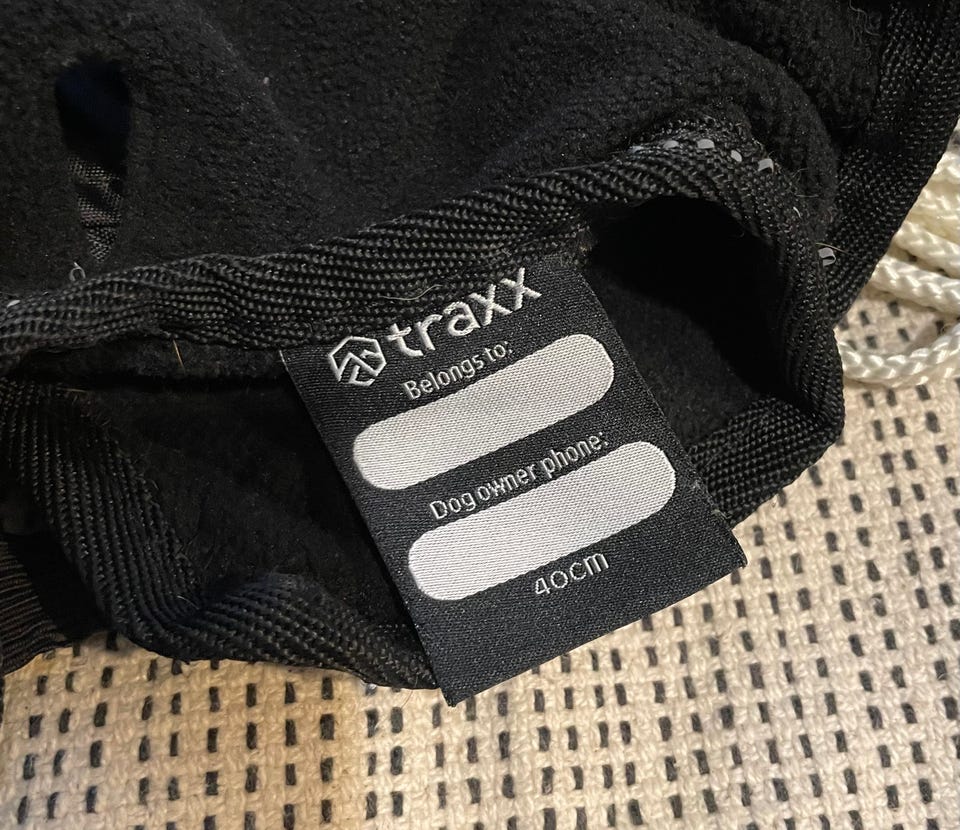 traxx
Belongs to:
Dog owner phone:
40cm